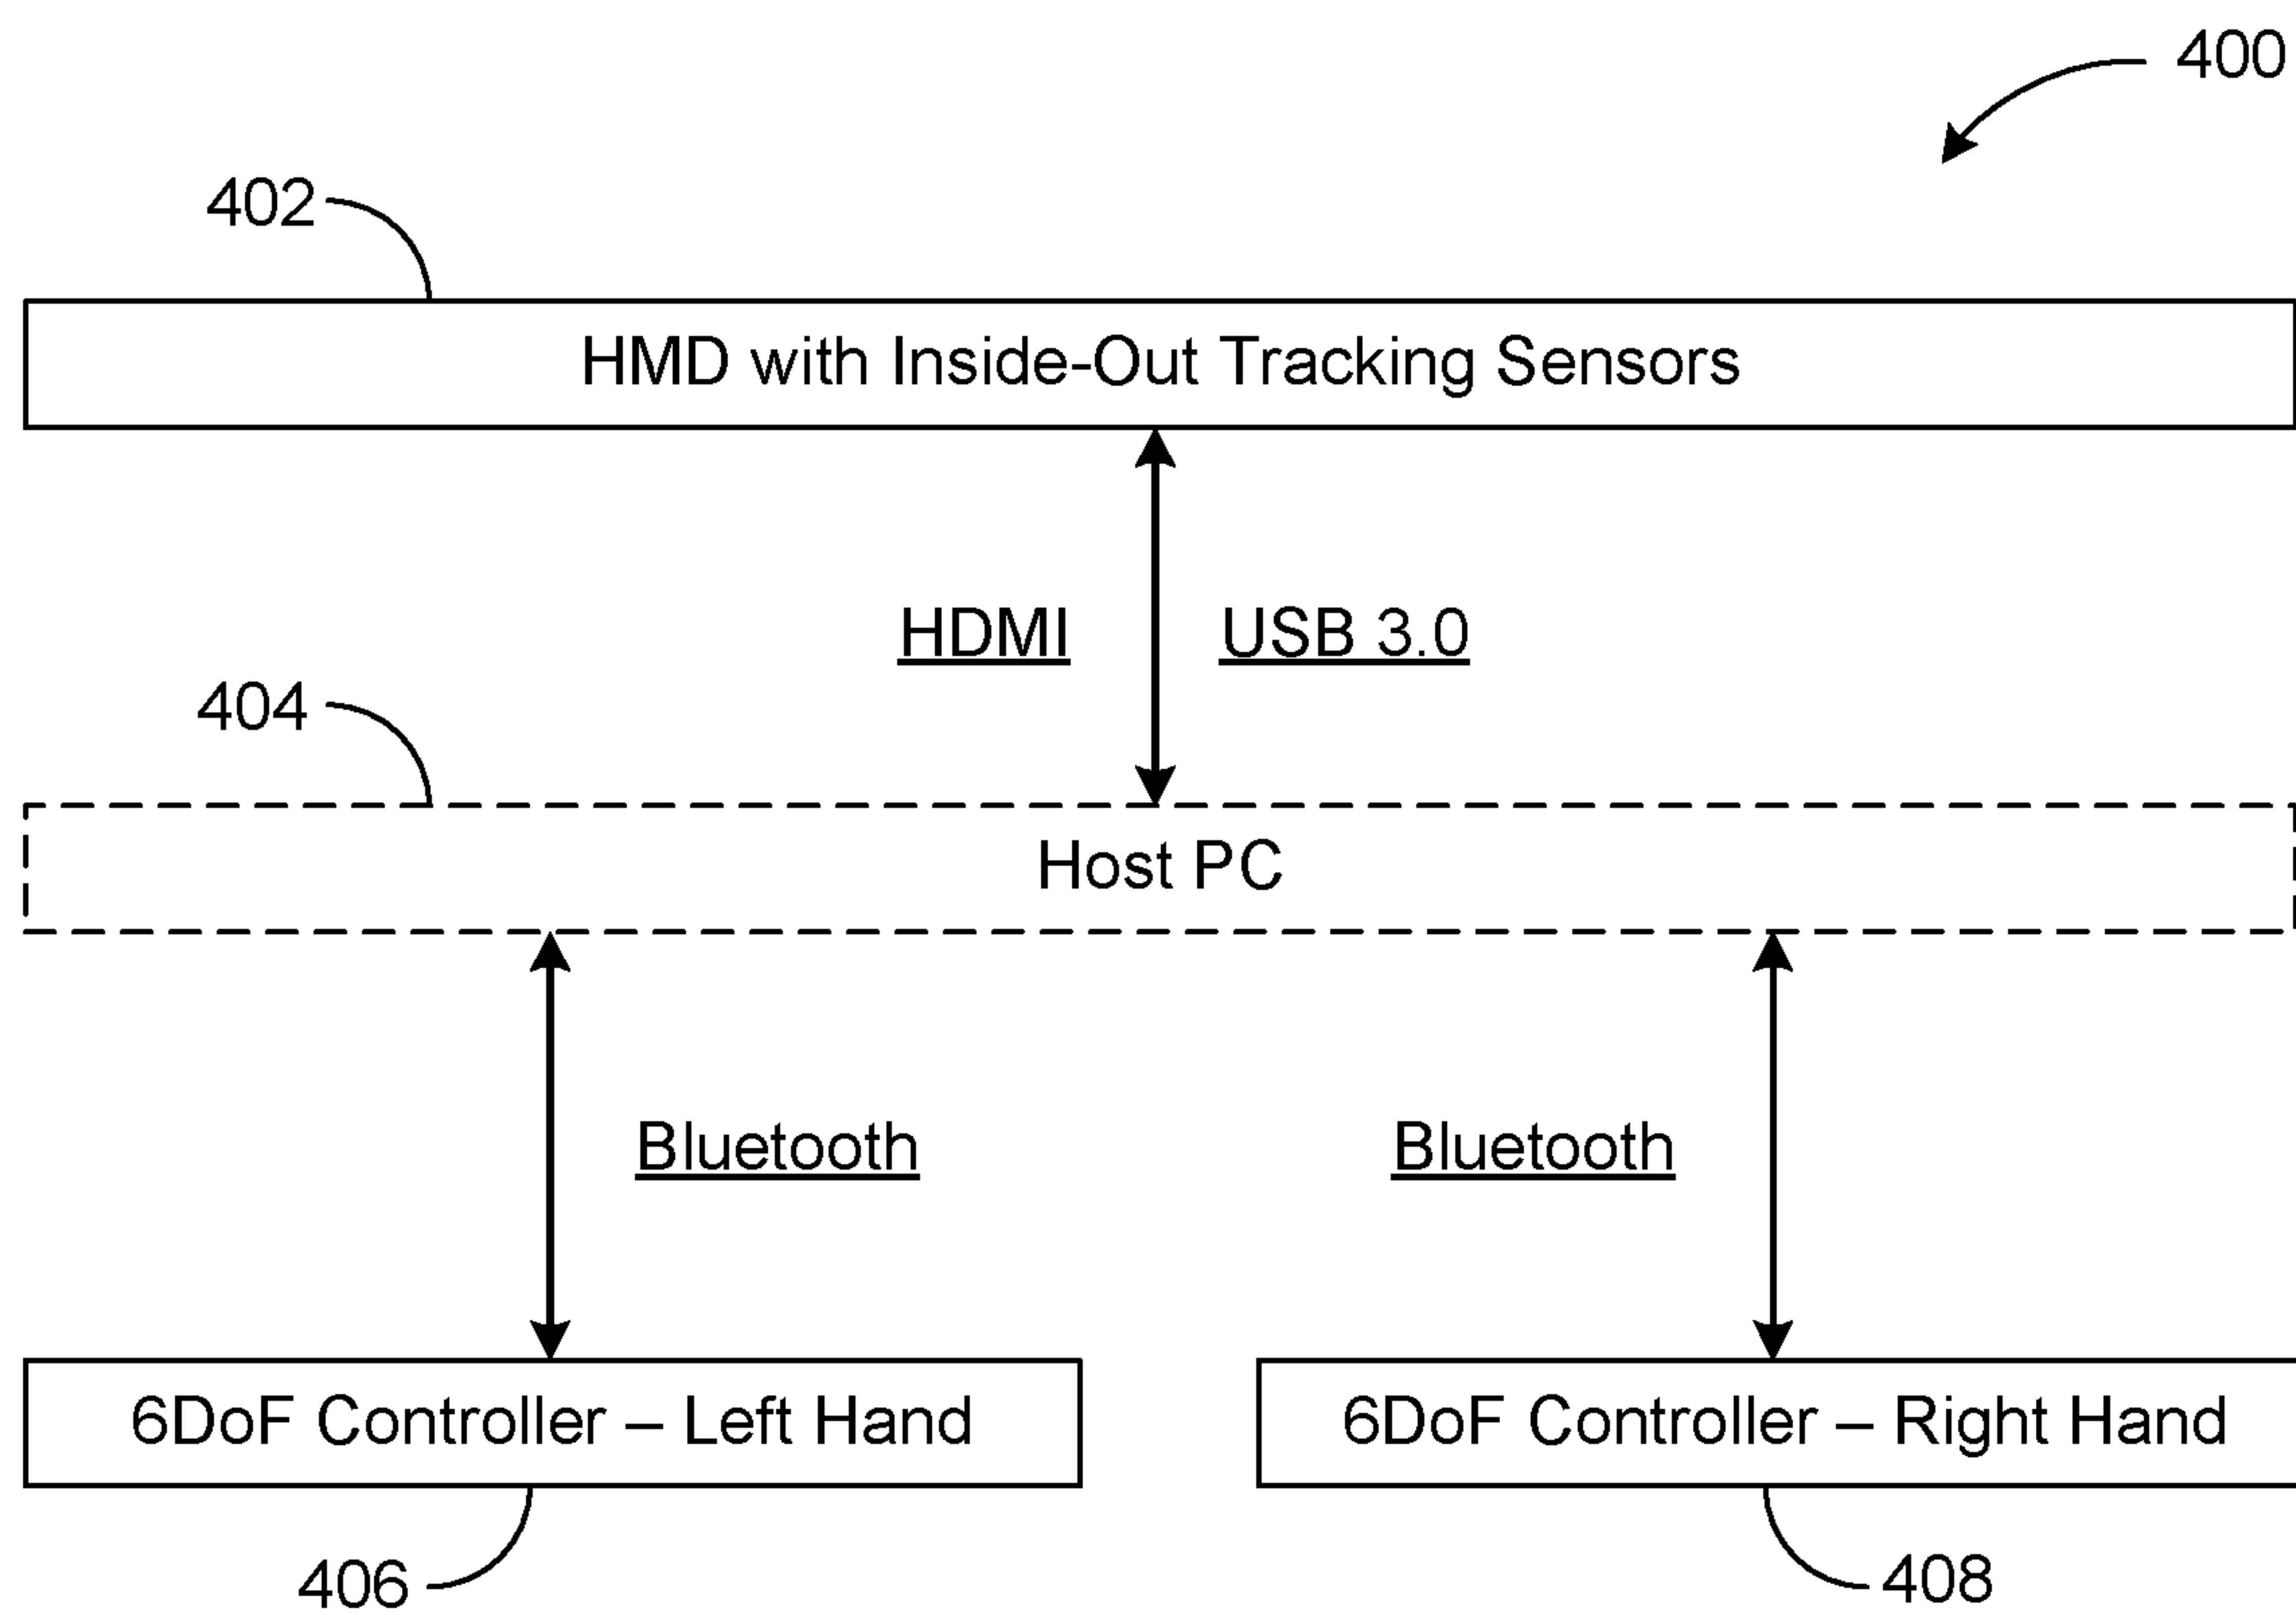 400
402
HMD with Inside-Out Tracking Sensors
HDMI USB 3.0
404
Host PC
Bluetooth Bluetooth
6DoF Controller – Left Hand 6DoF Controller – Right Hand
406 408